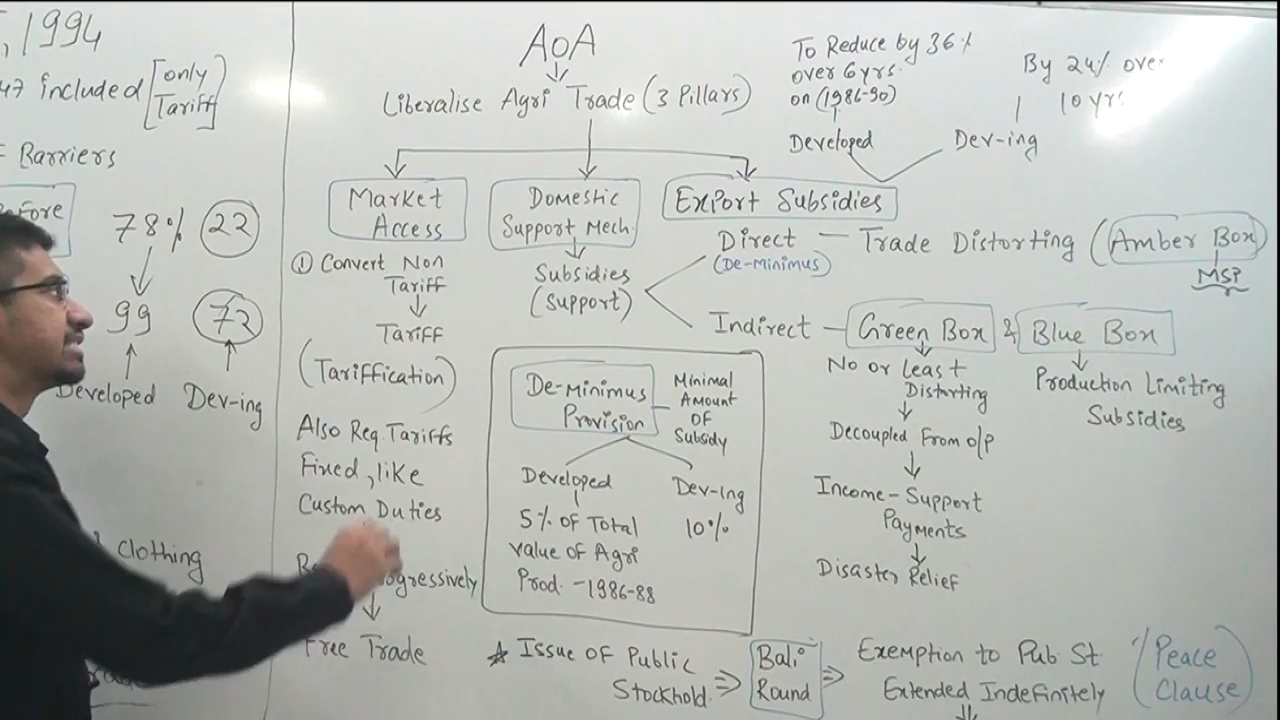 1994
47 included [only
Tariff]
Barriers
78% 22
99 72
Developed Dev-ing
clothing
AOA
Liberalise Agri Trade (3 Pillars)
To Reduce by 36%
over 6yrs.
on (1986-90)
Developed
By 24% over
10 yrs
Dev-ing
Market
Access
① Convert Non
Tariff
Tariff
(Tariffication)
Also Req. Tariffs
Fixed, like
Custom Duties
Free Trade
Domestic
Support Mech.
Subsidies
(Support)
Export Subsidies
Direct — Trade Distorting (Amber Box)
(De-Minimus)
MSP
Indirect — Green Box & Blue Box
No or Least
Distorting
Decoupled From O/P
Income-Support
Payments
Disaster Relief
Production Limiting
Subsidies
De-Minimus
Provision
Minimal
Amount
OF
Subsidy
Developed
5% of Total
value of Agri
Prod. -1986-88
Dev-ing
10%
Issue of Public
Stockhold.
Bali
Round
Exemption to Pub St.
Extended Indefinitely
(Peace
Clause)